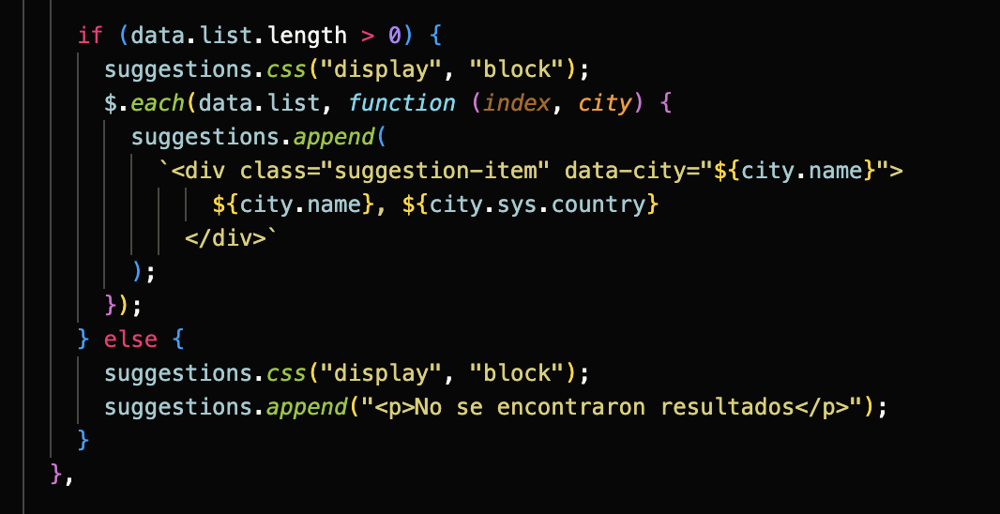 if (data.list.length > 0) {
suggestions.css("display", "block");
$.each(data.list, function (index, city) {
suggestions.append(
`<div class="suggestion-item" data-city="${city.name}">
${city.name}, ${city.sys.country}
</div>`
);
});
} else {
suggestions.css("display", "block");
suggestions.append("<p>No se encontraron resultados</p>");
}
},